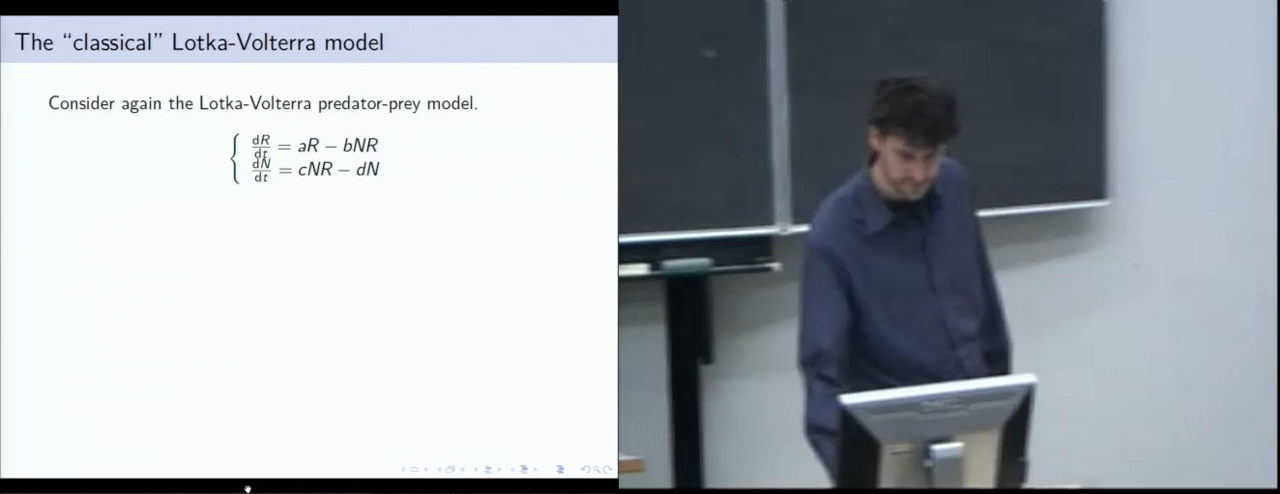 The “classical” Lotka-Volterra model
Consider again the Lotka-Volterra predator-prey model.
dR/dt = aR − bNR
dN/dt = cNR − dN